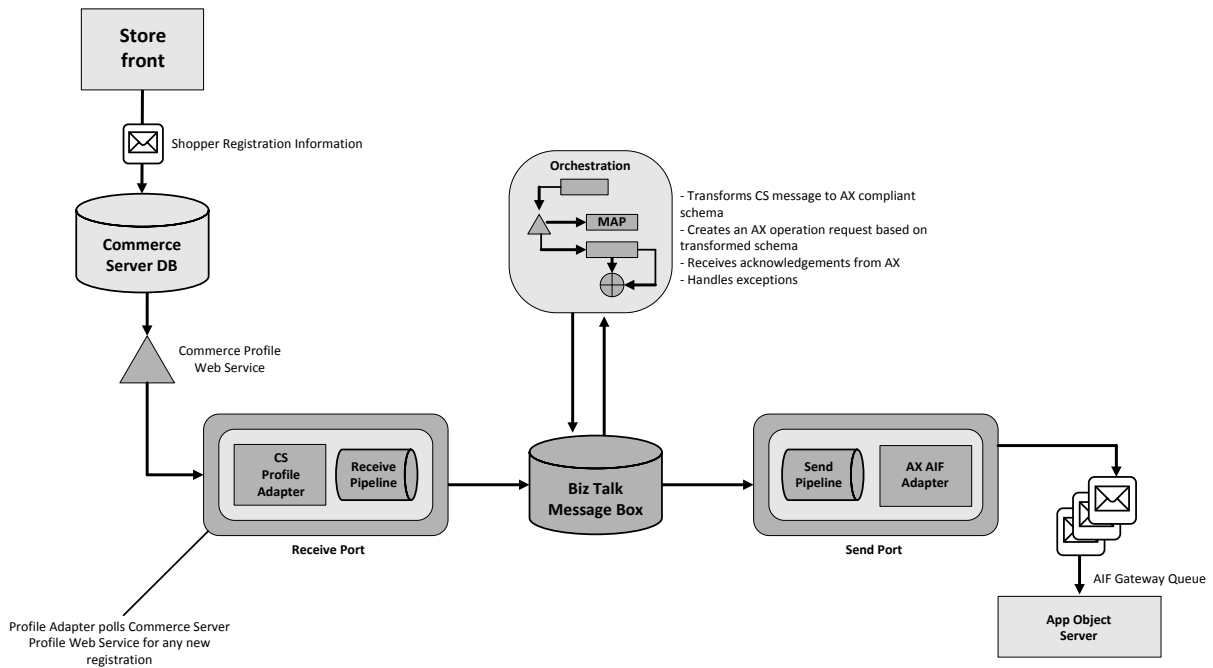 Store
front
Shopper Registration Information
Commerce
Server DB
Commerce Profile
Web Service
Orchestration
MAP
- Transforms CS message to AX compliant
schema
- Creates an AX operation request based on
transformed schema
- Receives acknowledgements from AX
- Handles exceptions
CS
Profile
Adapter
Receive
Pipeline
Receive Port
Biz Talk
Message Box
Send
Pipeline
AX AIF
Adapter
Send Port
AIF Gateway Queue
App Object
Server
Profile Adapter polls Commerce Server
Profile Web Service for any new
registration